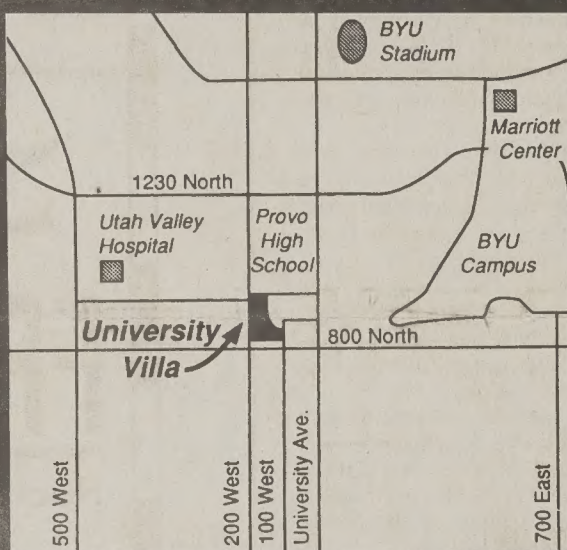 BYU
Stadium
Marriott
Center
1230 North
Utah Valley
Hospital
Provo
High
School
BYU
Campus
University
Villa
800 North
500 West
200 West
100 West
University Ave.
700 East